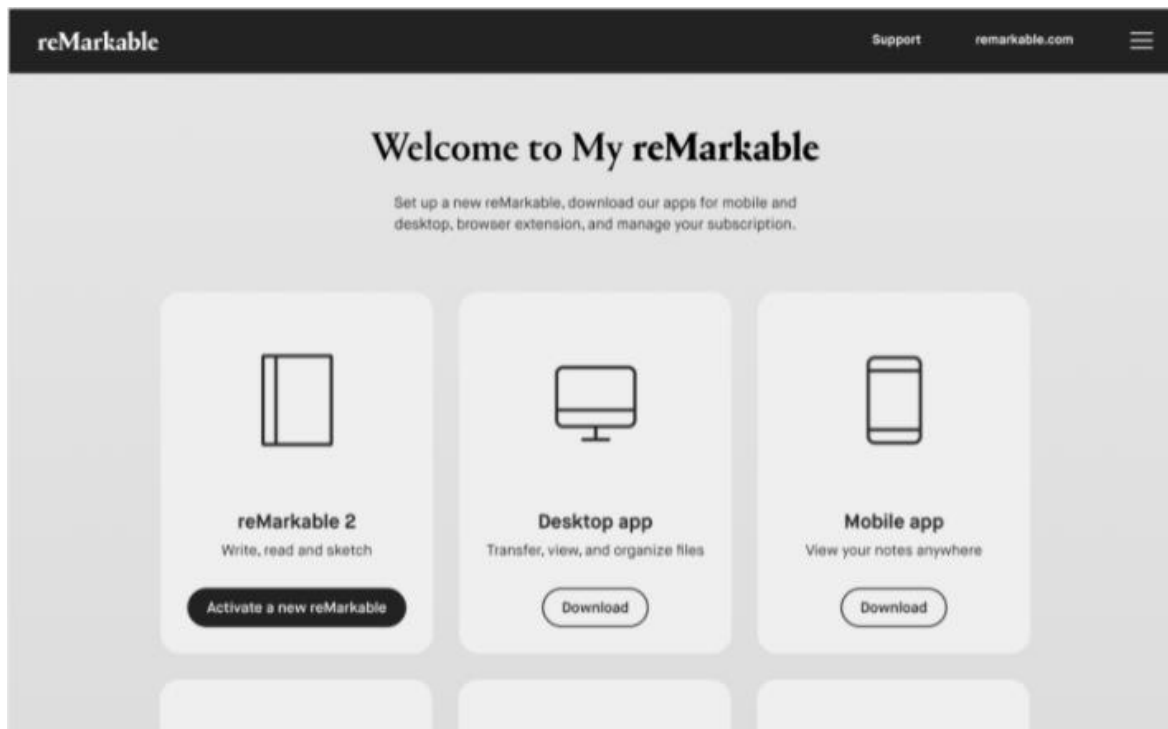 reMarkable
Support
remarkable.com
Welcome to My reMarkable
Set up a new reMarkable, download our apps for mobile and
desktop, browser extension, and manage your subscription.
reMarkable 2
Write, read and sketch
Activate a new reMarkable
Desktop app
Transfer, view, and organize files
Download
Mobile app
View your notes anywhere
Download